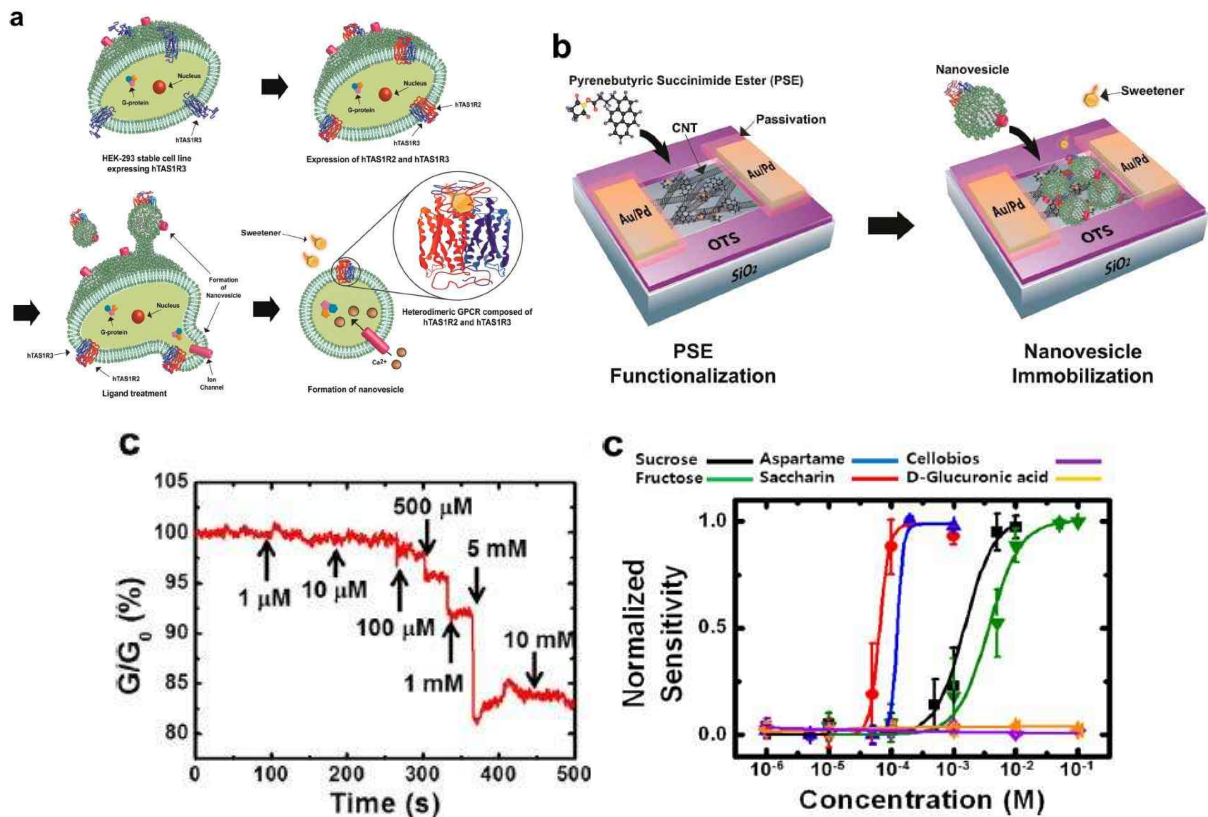 a
Nucleus
G-protein
hTAS1R3
HEK-293 stable cell line
expressing hTAS1R3
Nucleus
G-protein
hTAS1R2
hTAS1R3
Expression of hTAS1R2 and hTAS1R3
Formation
of
Nanovesicle
Nucleus
G-protein
hTAS1R3
hTAS1R2
Ion
Channel
Ligand treatment
Sweetener
Heterodimeric GPCR composed of
hTAS1R2 and hTAS1R3
Ca2+
Formation of nanovesicle
b
Pyrenebutyric Succinimide Ester (PSE)
CNT
Passivation
Au/Pd
Au/Pd
OTS
SiO₂
PSE
Functionalization
Nanovesicle
Sweetener
Au/Pd
Au/Pd
OTS
SiO₂
Nanovesicle
Immobilization
c
105
100
95
90
85
80
G/G₀ (%)
1 μM
10 μM
100 μM
500 μM
1 mM
5 mM
10 mM
0 100 200 300 400 500
Time (s)
c
Sucrose Aspartame Cellobios
Fructose Saccharin D-Glucuronic acid
Normalized
Sensitivity
1.0
0.5
0.0
10⁻⁶ 10⁻⁵ 10⁻⁴ 10⁻³ 10⁻² 10⁻¹
Concentration (M)